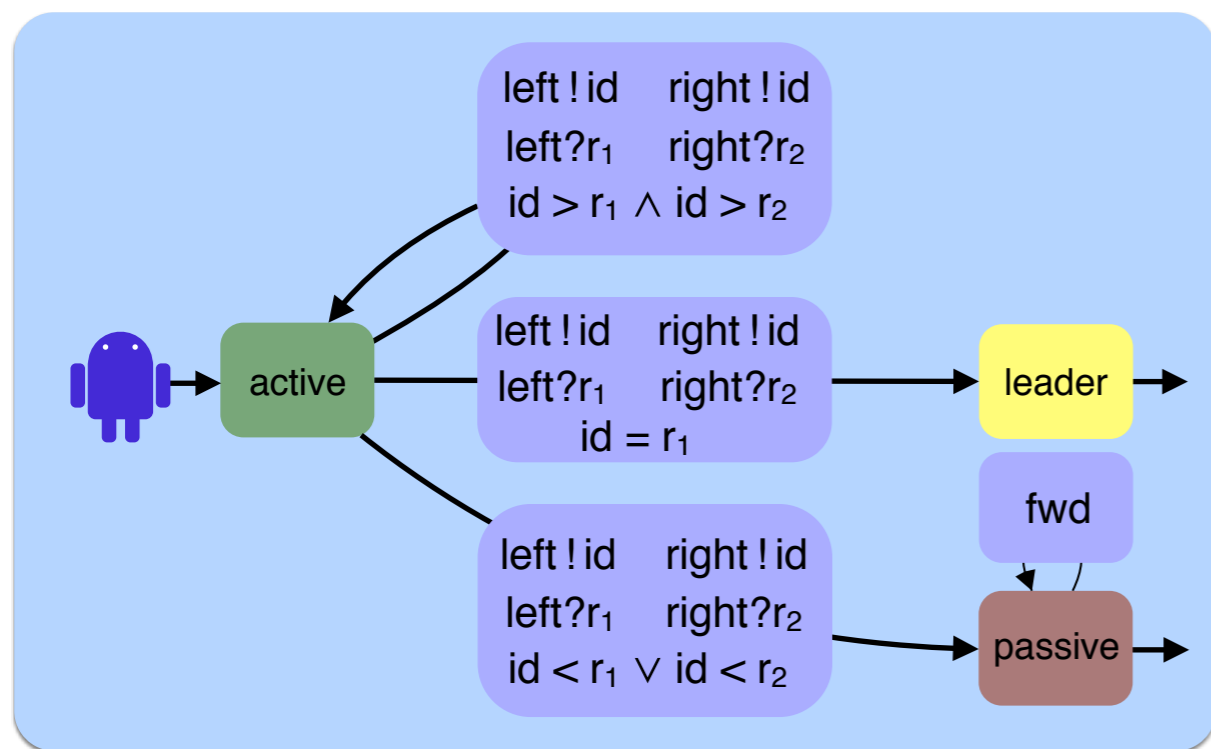 left ! id right ! id
left?r₁ right?r₂
id > r₁ ∧ id > r₂
left ! id right ! id
active left?r₁ right?r₂ leader
id = r₁
fwd
left ! id right ! id
left?r₁ right?r₂
passive
id < r₁ ∨ id < r₂